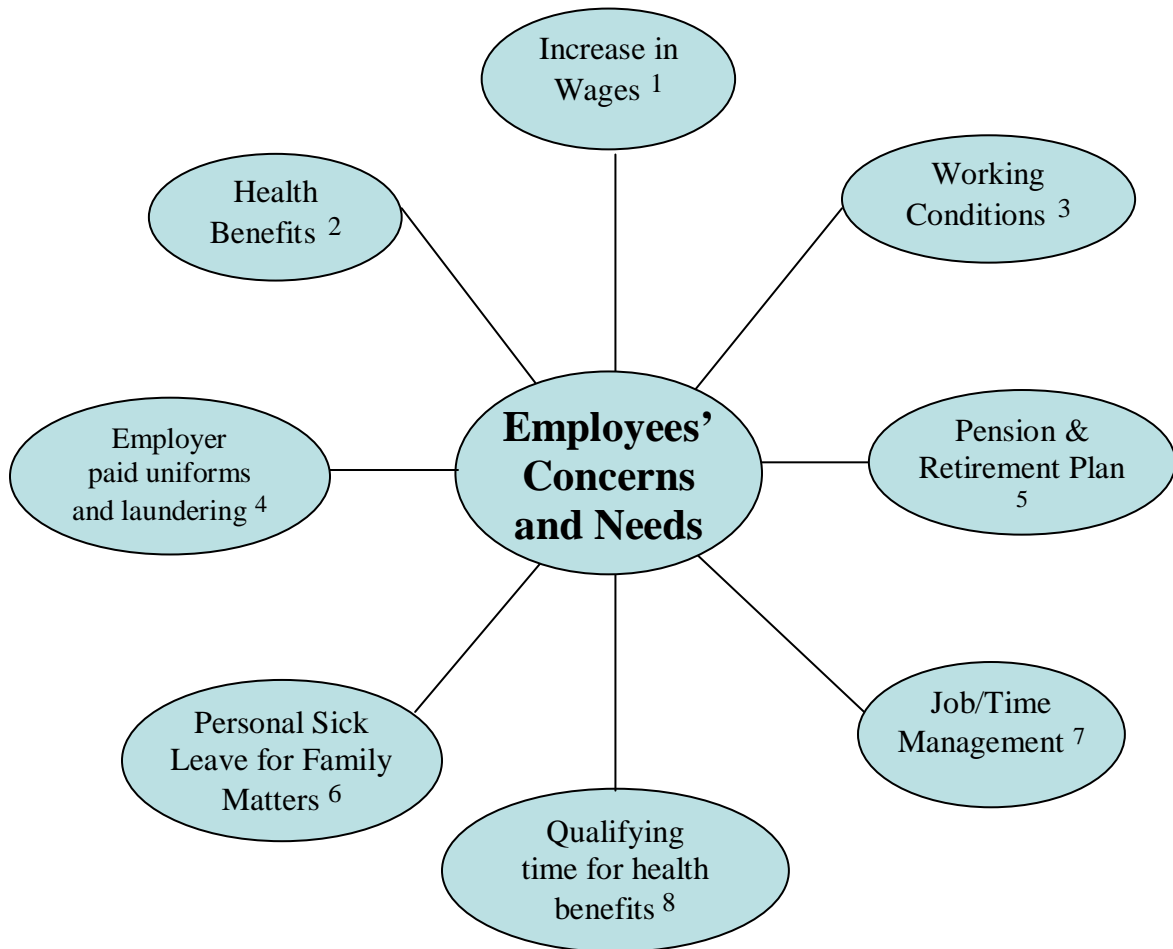 Increase in
Wages 1
Health
Benefits 2
Working
Conditions 3
Employer
paid uniforms
and laundering 4
Employees’
Concerns
and Needs
Pension &
Retirement Plan
5
Personal Sick
Leave for Family
Matters 6
Job/Time
Management 7
Qualifying
time for health
benefits 8